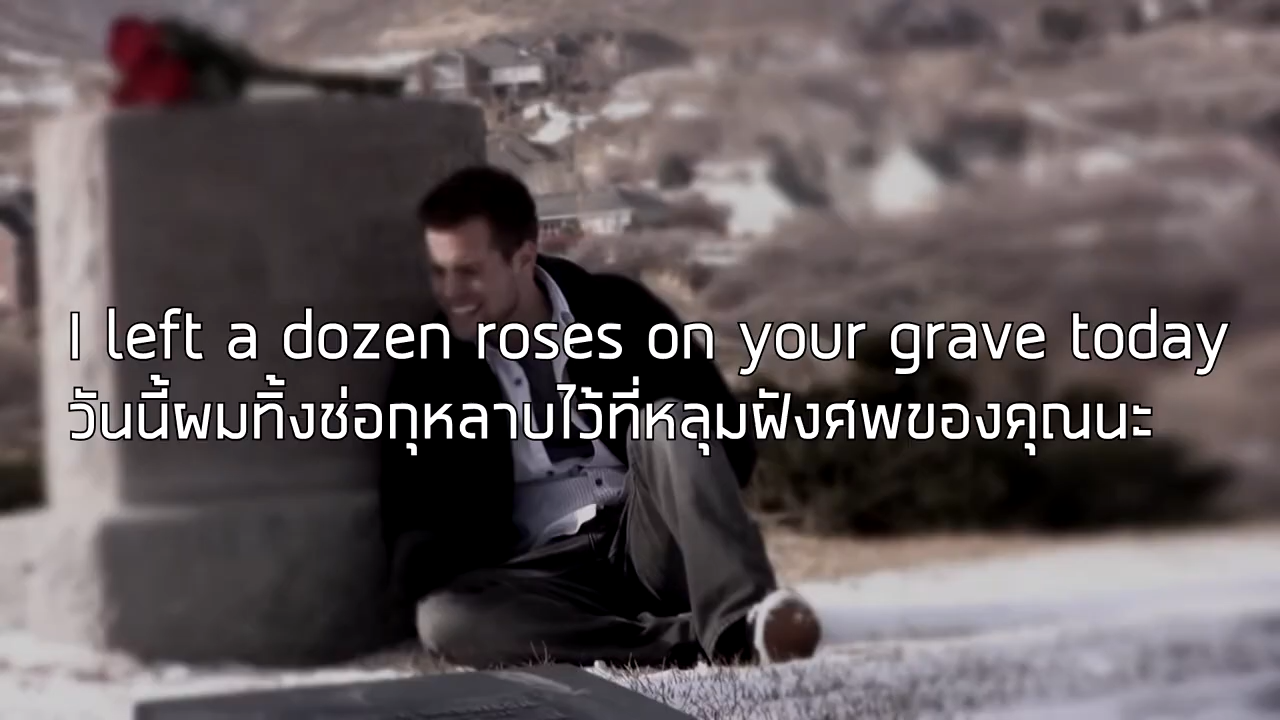 I left a dozen roses on your grave today
วันนี้ผมทิ้งช่อกุหลาบไว้ที่หลุมฝังศพของคุณนะ